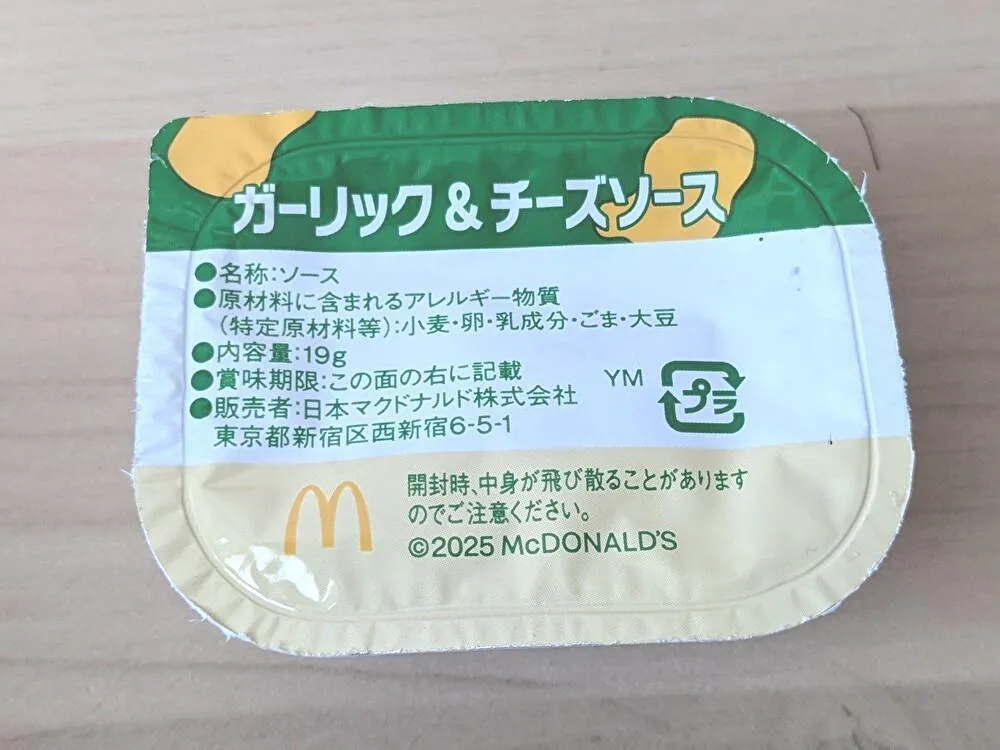 ガーリック&チーズソース
●名称:ソース
●原材料に含まれるアレルギー物質
(特定原材料等):小麦・卵・乳成分・ごま・大豆
●内容量:19g
●賞味期限:この面の右に記載
●販売者:日本マクドナルド株式会社
東京都新宿区西新宿6-5-1
YM
プラ
開封時、中身が飛び散ることがあります
のでご注意ください。
©2025 McDONALD'S